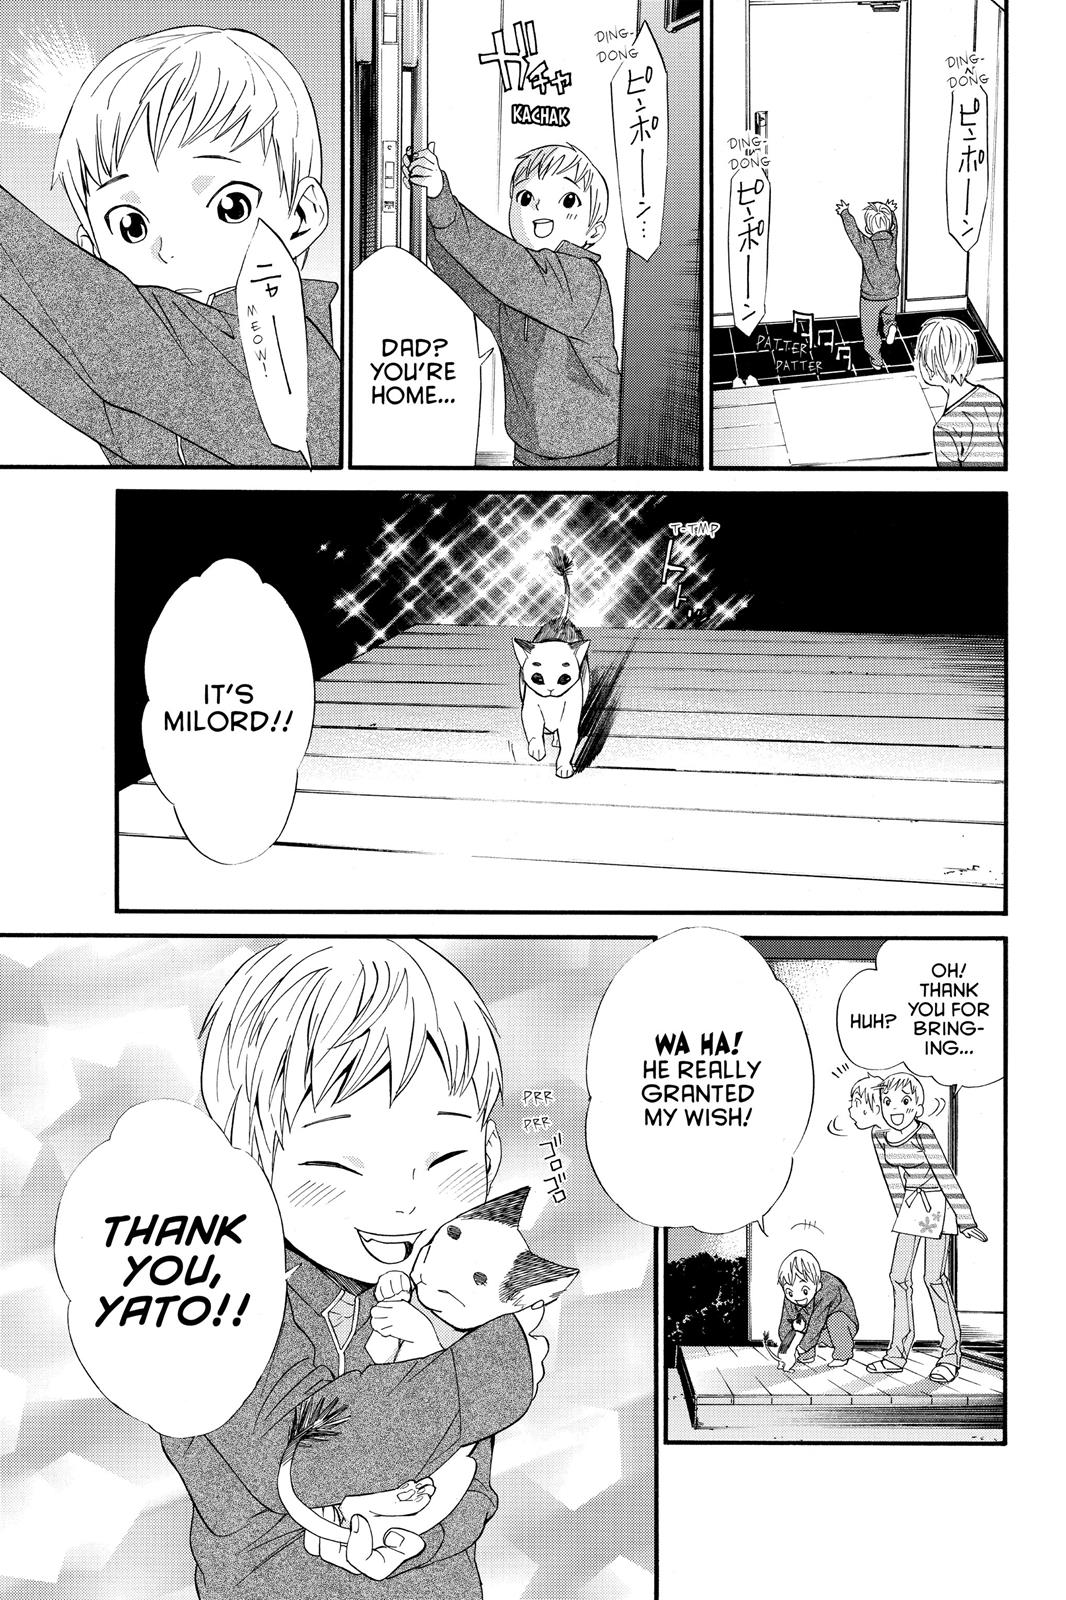 DING-
DONG
ピンポーン
DING-
DONG
ピンポーン
PATTER
PATTER
タタタ
DING-
DONG
ピンポーン…
ガチャ
KACHAK
DAD?
YOU'RE
HOME...
ニャー
MEOW!
T-TMP
トトッ
IT'S
MILORD!!
OH!
THANK
YOU FOR
BRING-
ING...
HUH?
WA HA!
HE REALLY
GRANTED
MY WISH!
PRR
PRR
ゴロゴロ
THANK
YOU,
YATO!!